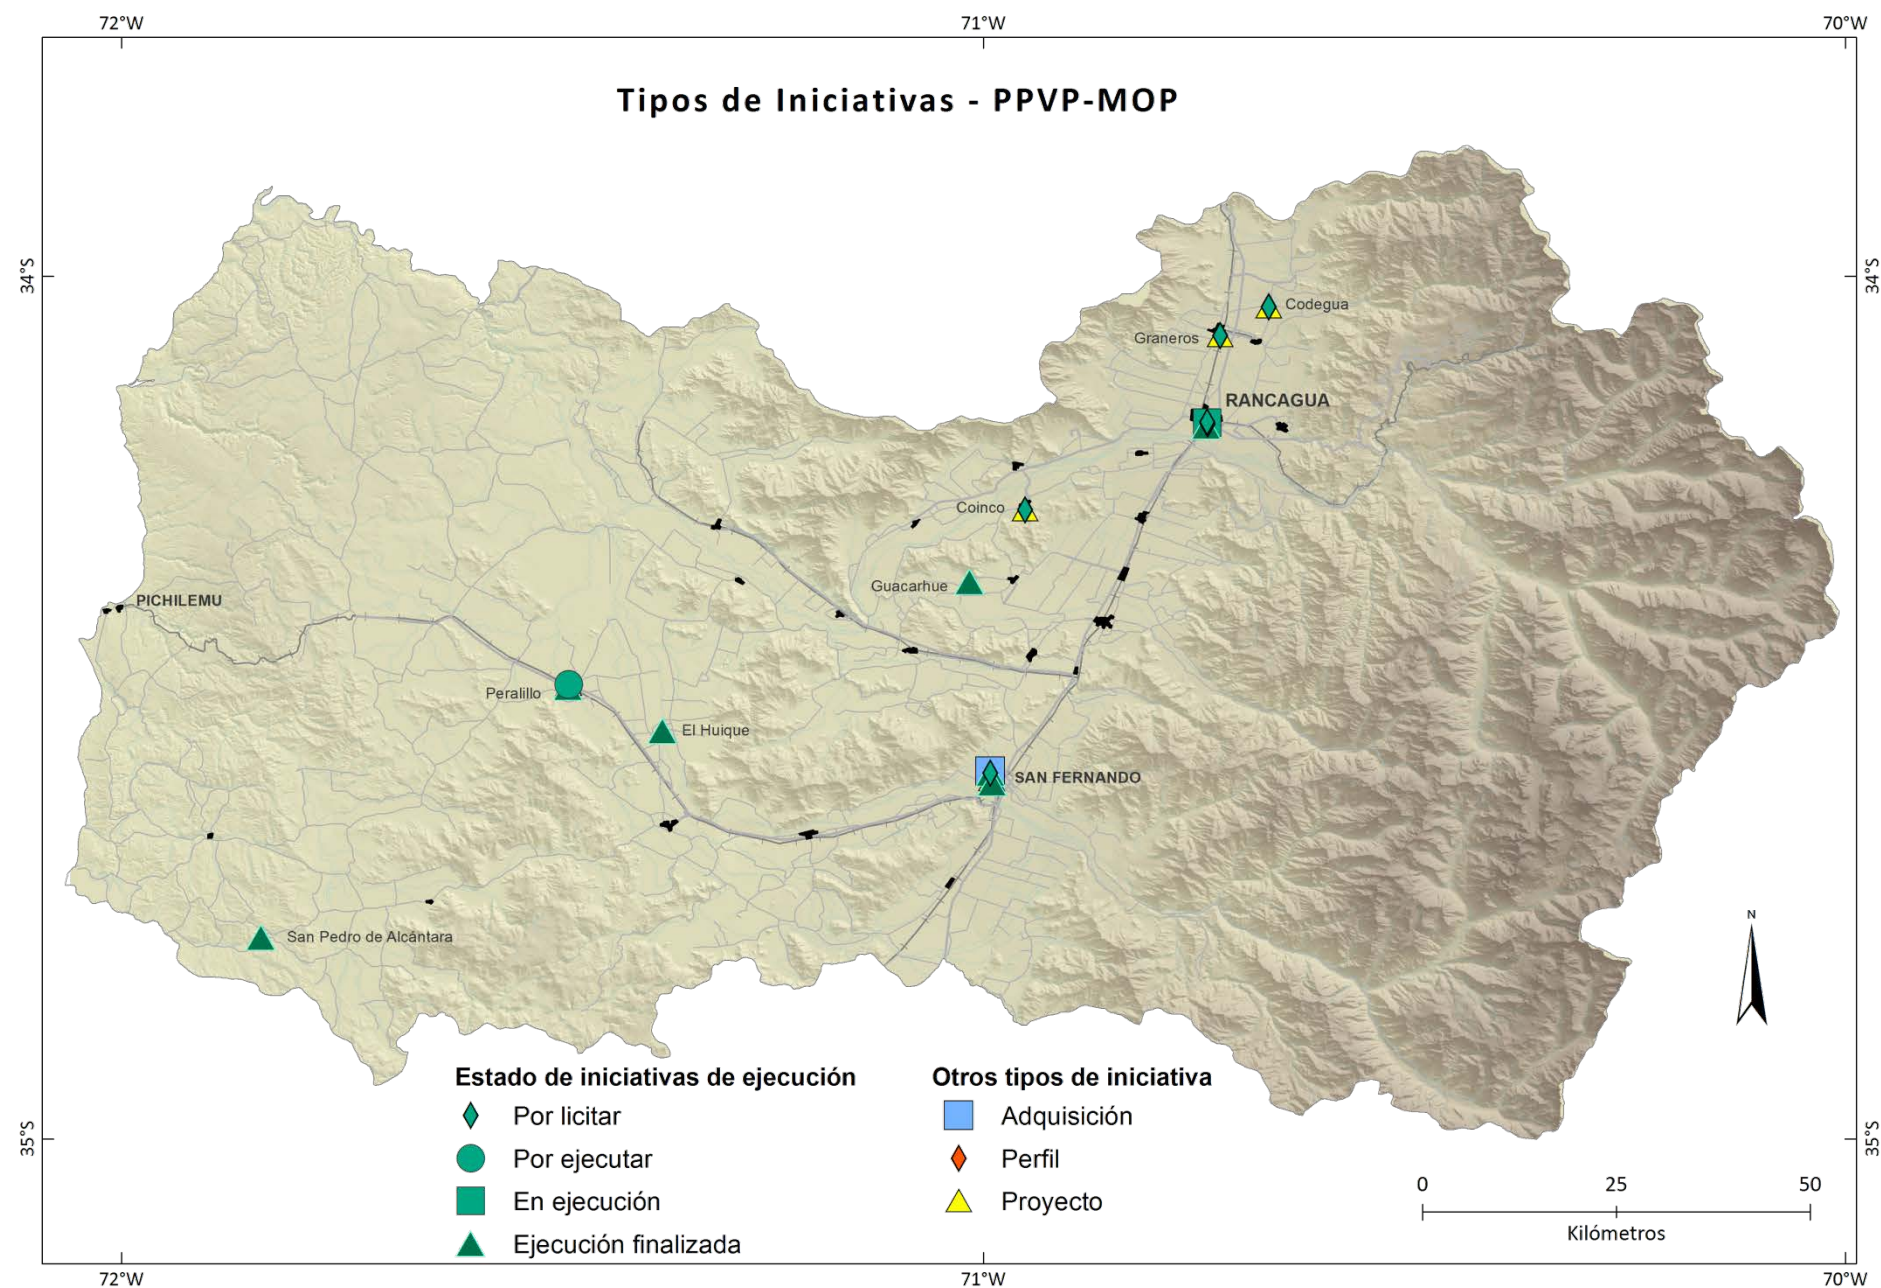 72°W
71°W
70°W
Tipos de Iniciativas - PPVP-MOP
34°S
34°S
Codegua
Graneros
RANCAGUA
Coinco
Guacarhue
PICHILEMU
Peralillo
El Huique
SAN FERNANDO
San Pedro de Alcántara
N
Estado de iniciativas de ejecución
Por licitar
Por ejecutar
En ejecución
Ejecución finalizada
Otros tipos de iniciativa
Adquisición
Perfil
Proyecto
35°S
35°S
0 25 50
Kilómetros
72°W
71°W
70°W